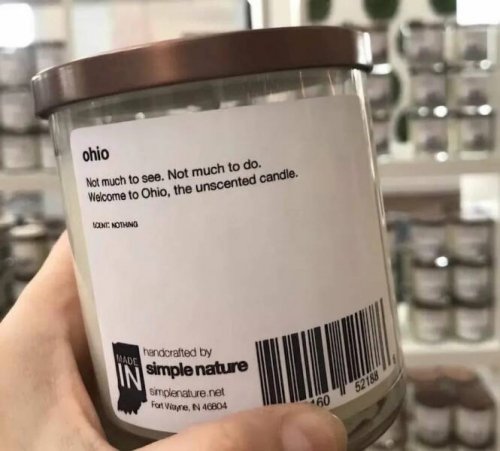 ohio
Not much to see. Not much to do.
Welcome to Ohio, the unscented candle.
SCENT: NOTHING
MADE
IN
handcrafted by
simple nature
simplenature.net
Fort Wayne, IN 46804
160 52188